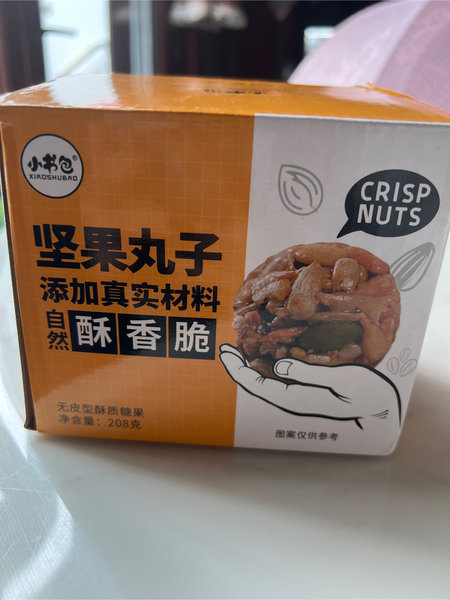 小书包®
XIAOSHUBAO
CRISP
NUTS
坚果丸子
添加真实材料
自然
酥香脆
无皮型酥质糖果
净含量：208克
图案仅供参考